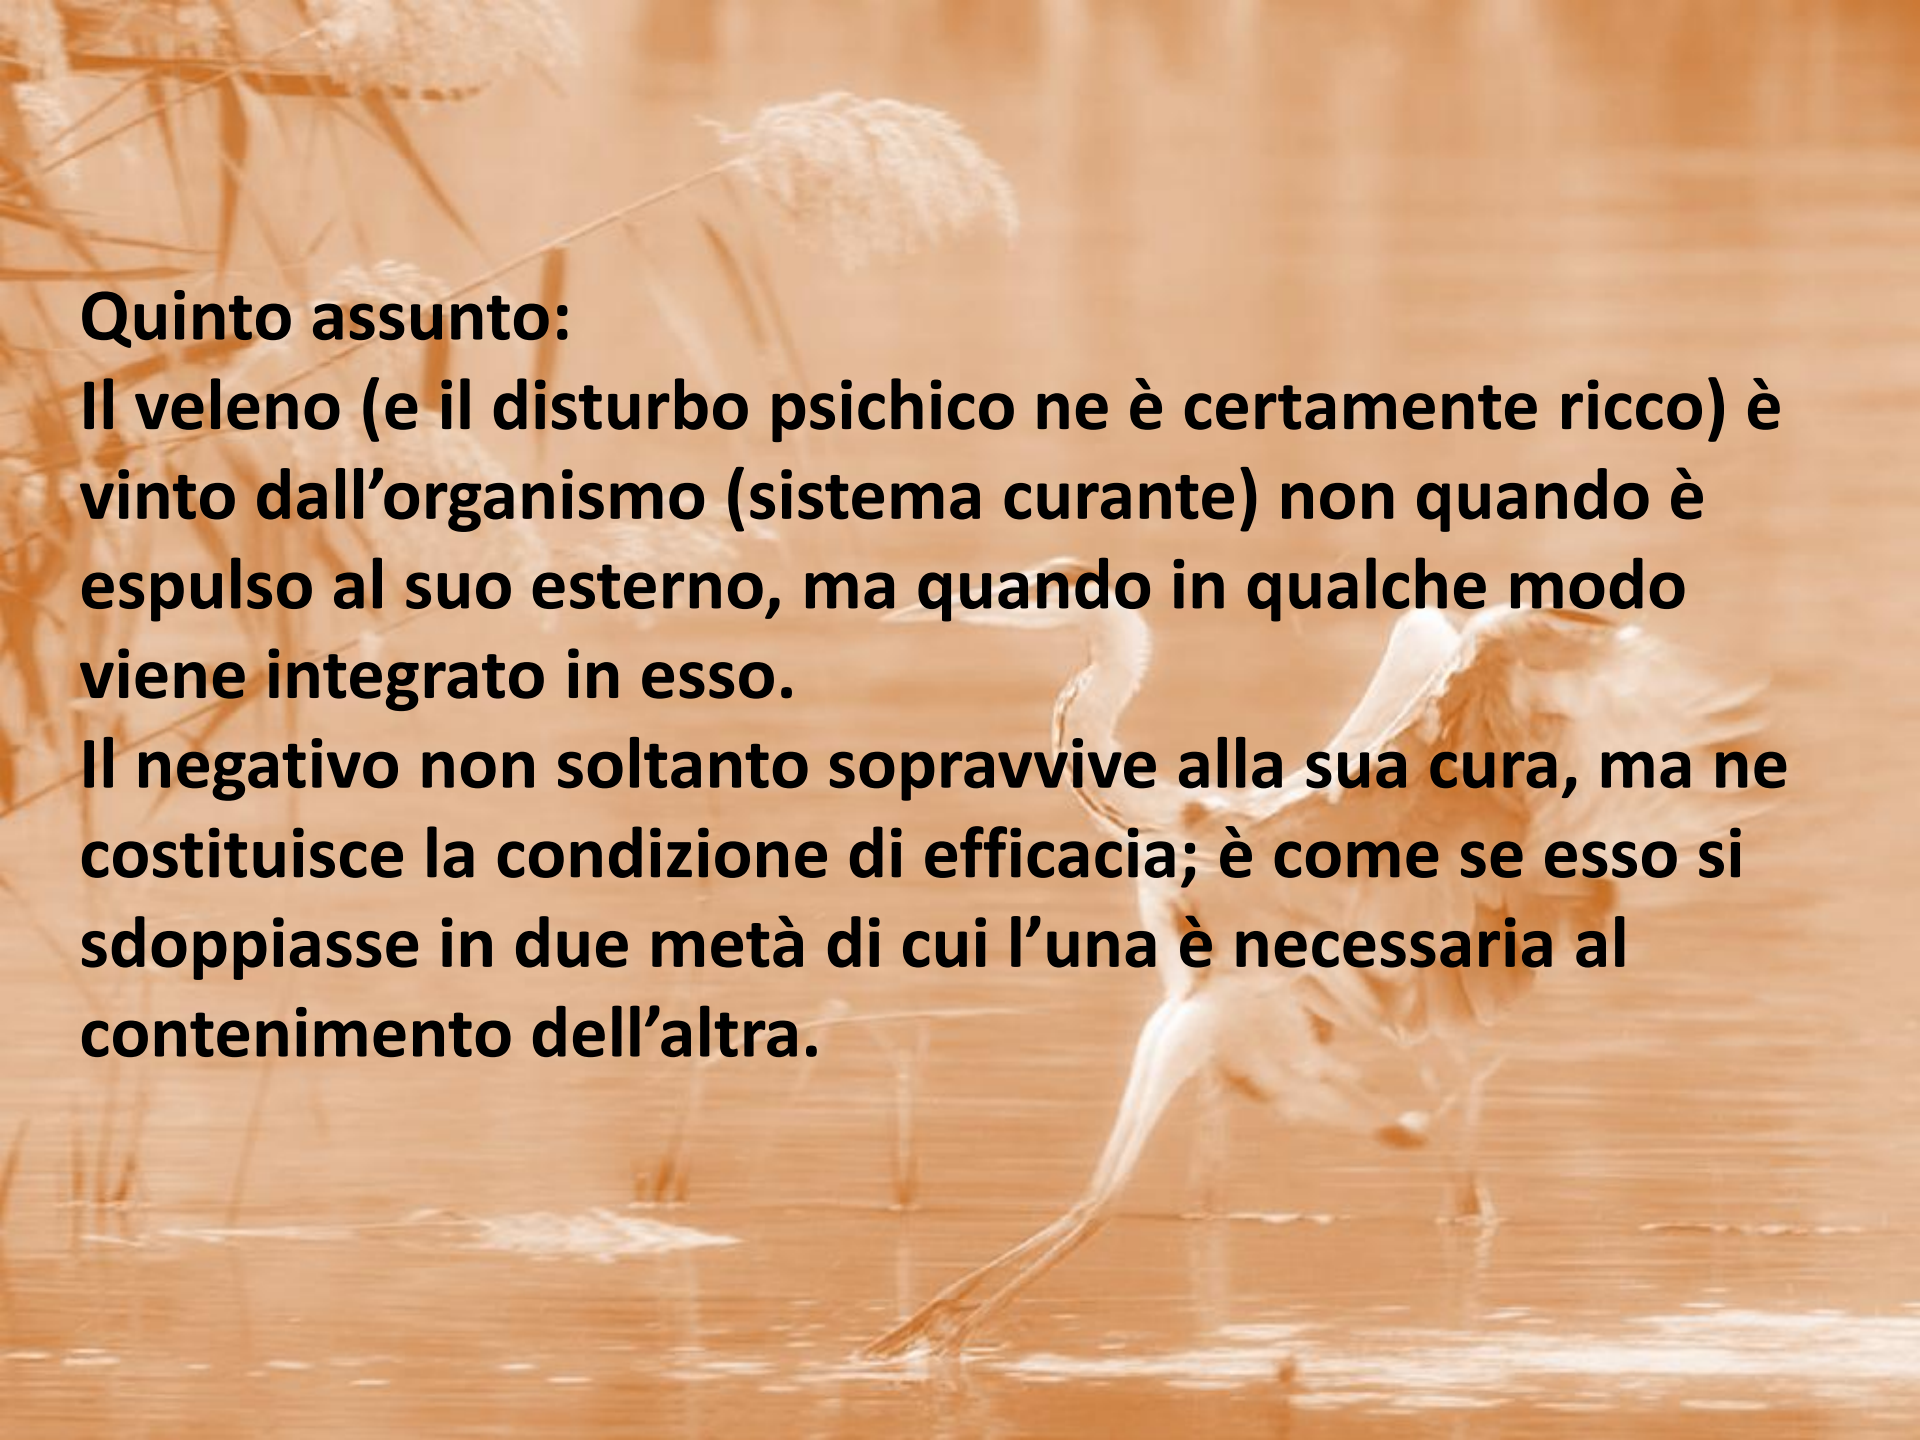 Quinto assunto:
Il veleno (e il disturbo psichico ne è certamente ricco) è
vinto dall’organismo (sistema curante) non quando è
espulso al suo esterno, ma quando in qualche modo
viene integrato in esso.
Il negativo non soltanto sopravvive alla sua cura, ma ne
costituisce la condizione di efficacia; è come se esso si
sdoppiasse in due metà di cui l’una è necessaria al
contenimento dell’altra.